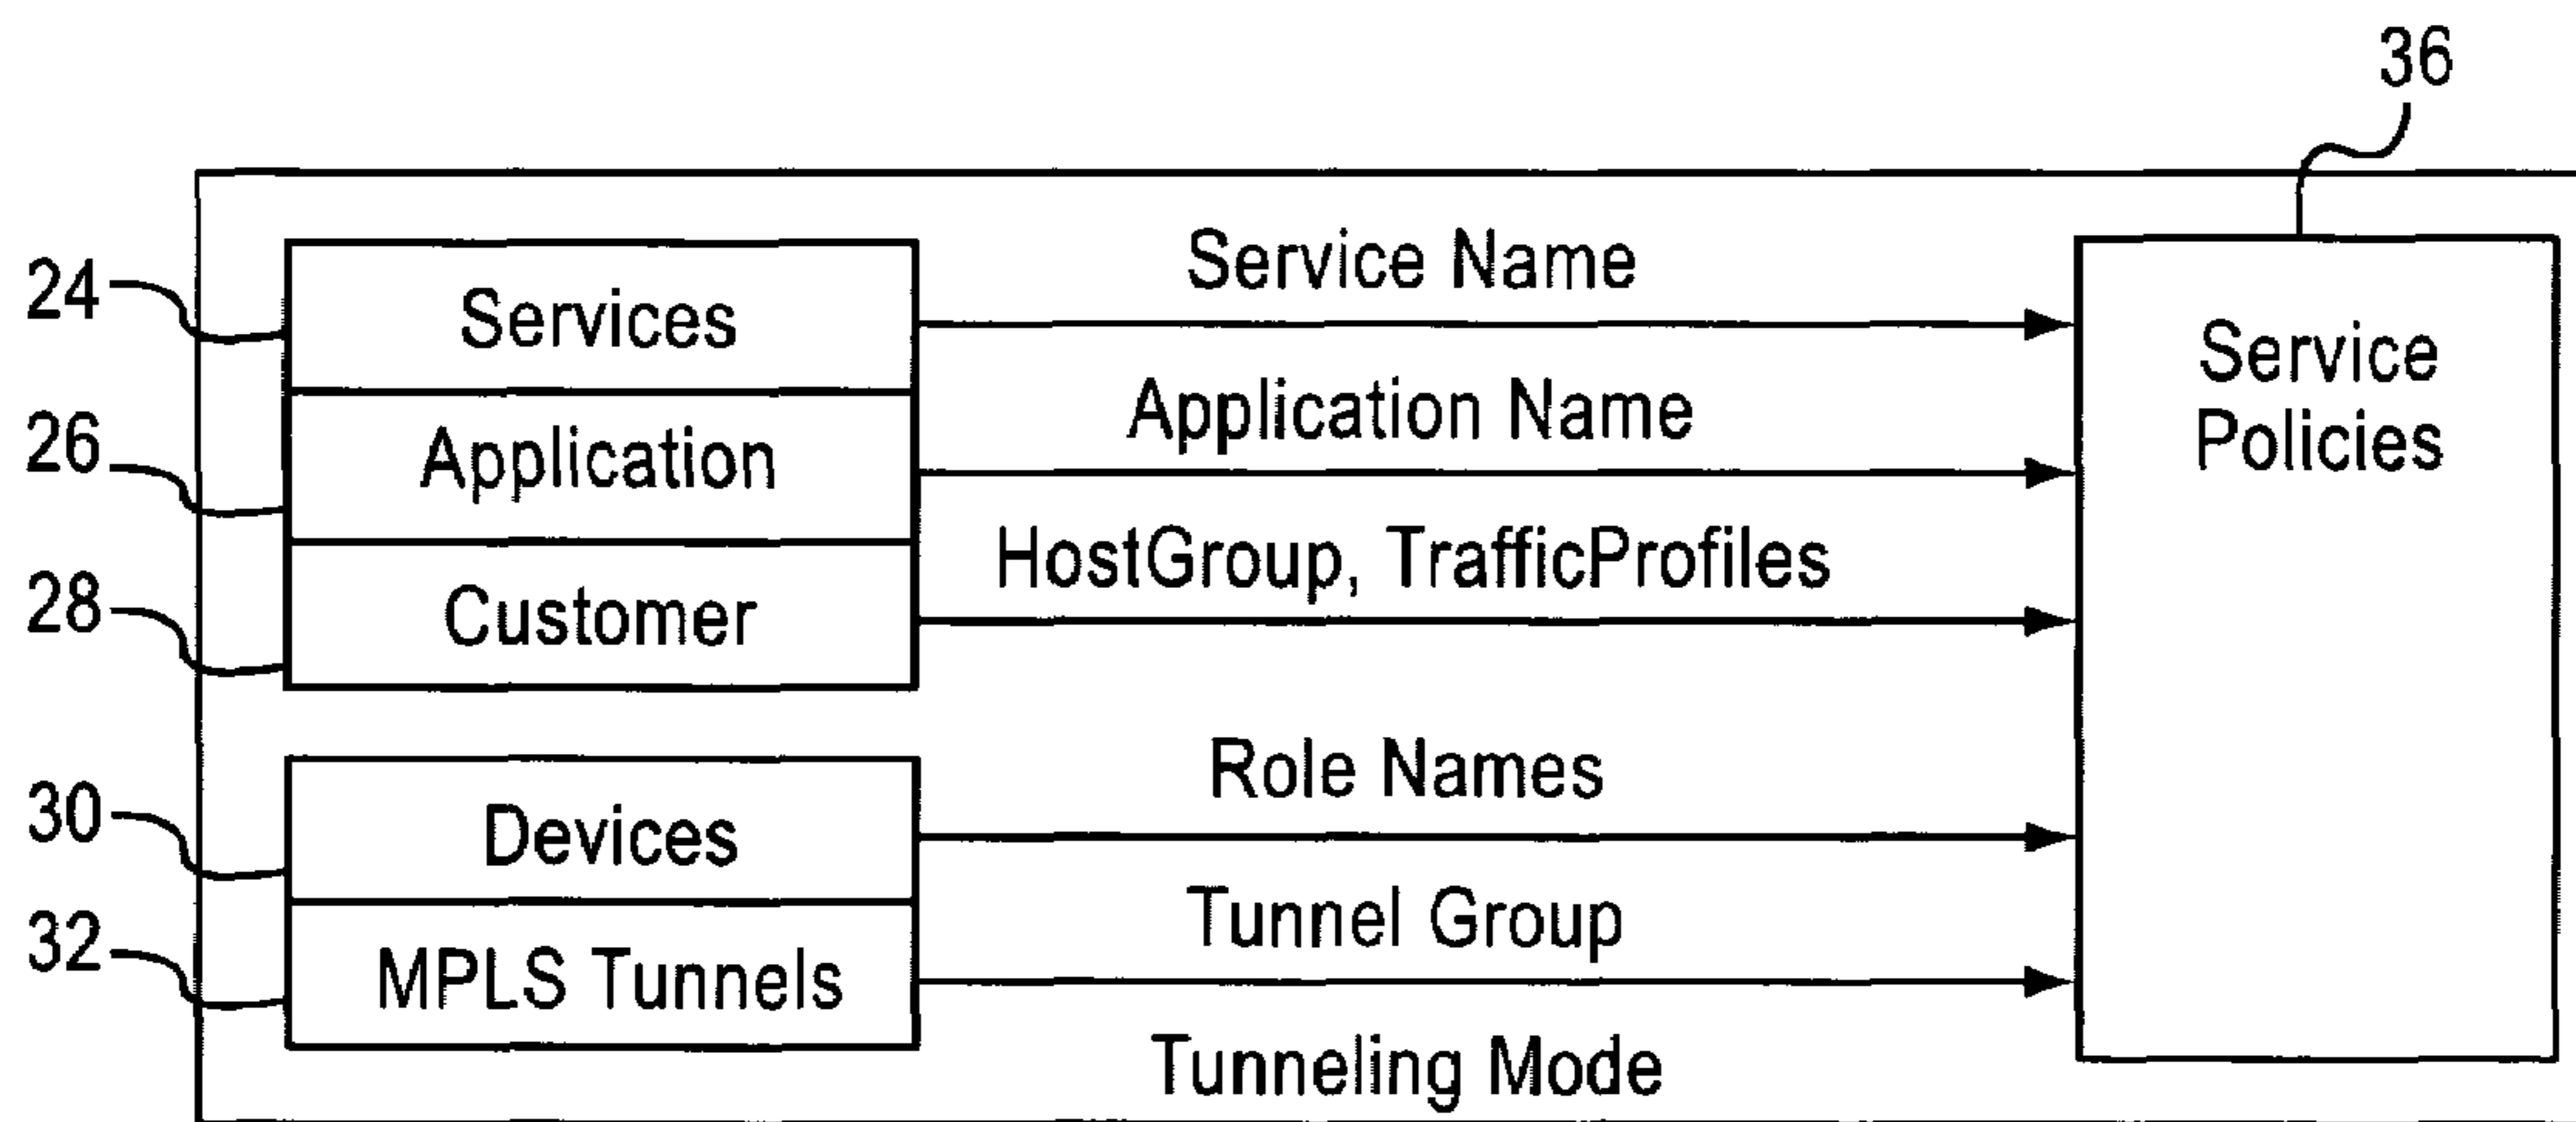 36
24
Services
Service Name
Service
Policies
26
Application
Application Name
28
Customer
HostGroup, TrafficProfiles
30
Devices
Role Names
32
MPLS Tunnels
Tunnel Group
Tunneling Mode